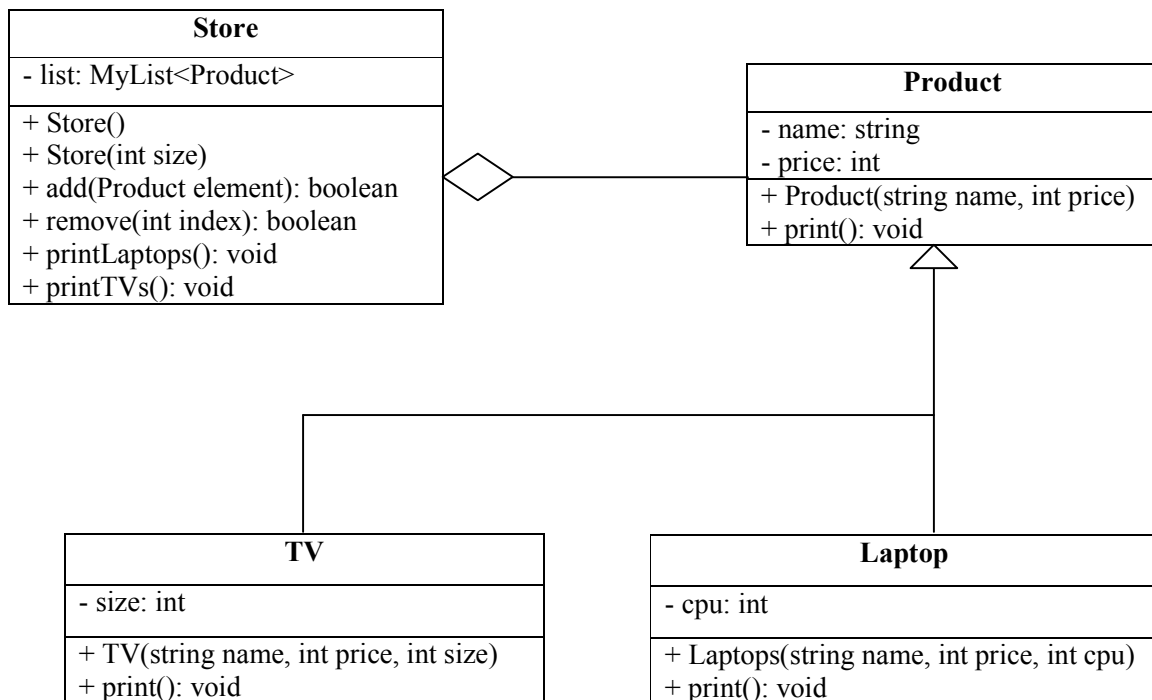 Store
- list: MyList<Product>
+ Store()
+ Store(int size)
+ add(Product element): boolean
+ remove(int index): boolean
+ printLaptops(): void
+ printTVs(): void
Product
- name: string
- price: int
+ Product(string name, int price)
+ print(): void
TV
- size: int
+ TV(string name, int price, int size)
+ print(): void
Laptop
- cpu: int
+ Laptops(string name, int price, int cpu)
+ print(): void